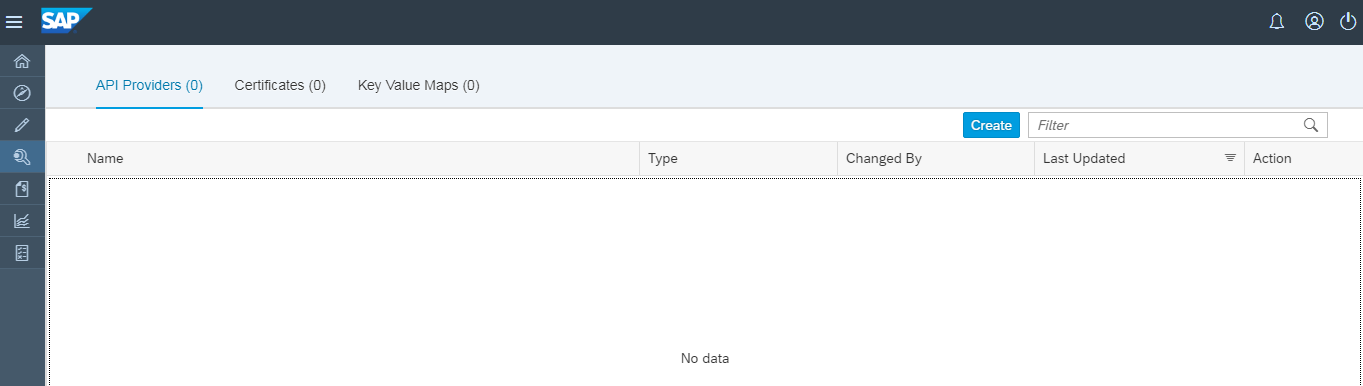 SAP
API Providers (0) Certificates (0) Key Value Maps (0)
Create Filter
Name Type Changed By Last Updated Action
No data